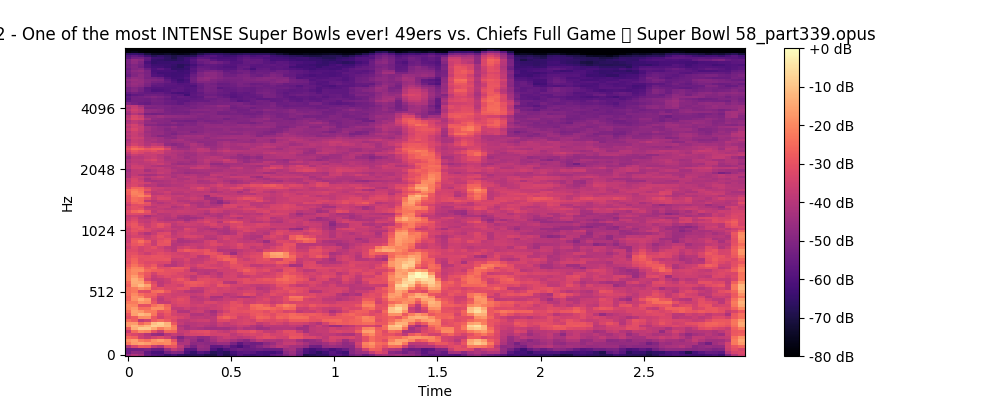 2 - One of the most INTENSE Super Bowls ever! 49ers vs. Chiefs Full Game Super Bowl 58_part339.opus
+0 dB
-10 dB
-20 dB
-30 dB
-40 dB
-50 dB
-60 dB
-70 dB
-80 dB
4096
2048
1024
512
0
Hz
0 0.5 1 1.5 2 2.5
Time